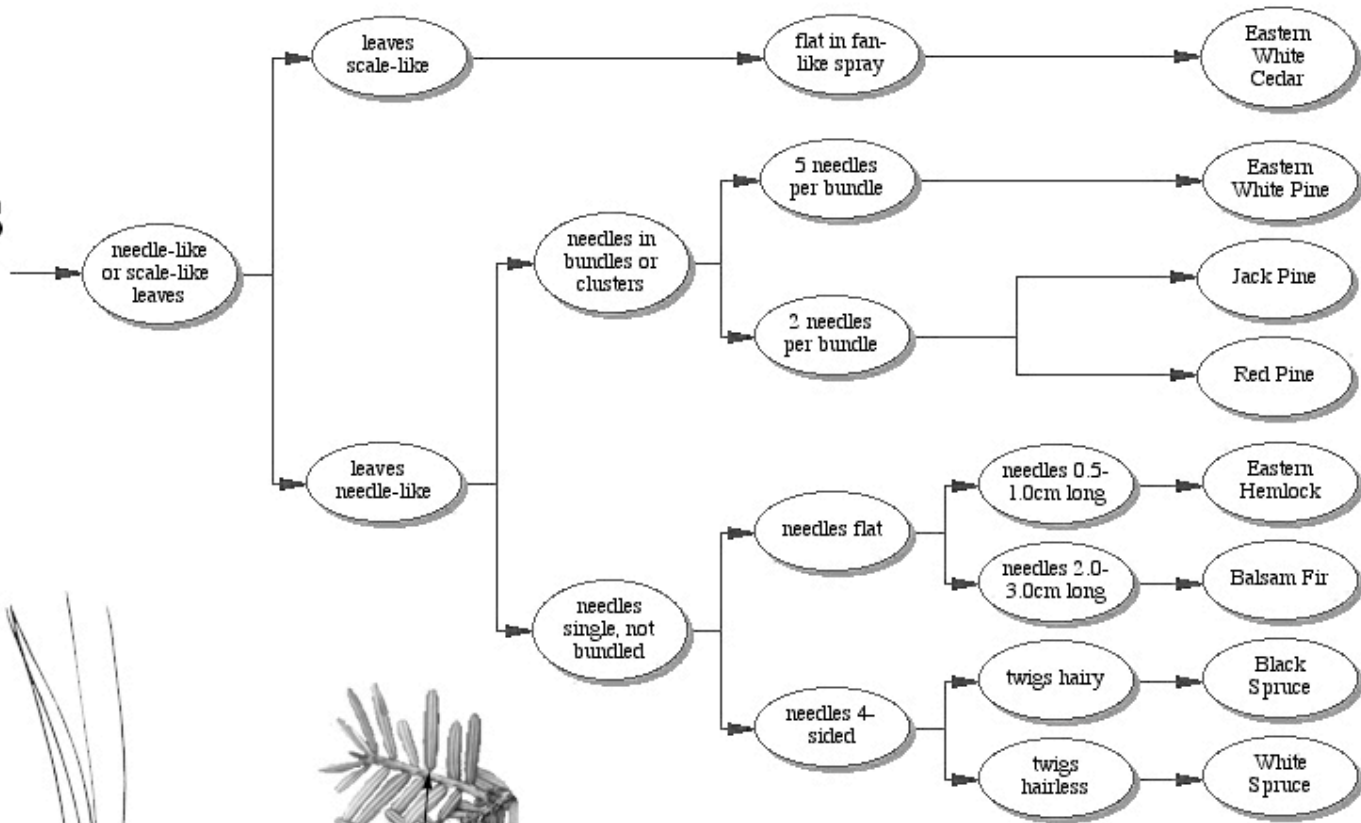 leaves
scale-like
flat in fan-
like spray
Eastern
White
Cedar
5 needles
per bundle
Eastern
White Pine
needle-like
or scale-like
leaves
needles in
bundles or
clusters
Jack Pine
2 needles
per bundle
Red Pine
leaves
needle-like
needles 0.5-
1.0cm long
Eastern
Hemlock
needles flat
needles 2.0-
3.0cm long
Balsam Fir
needles
single, not
bundled
twigs hairy
Black
Spruce
needles 4-
sided
twigs
hairless
White
Spruce